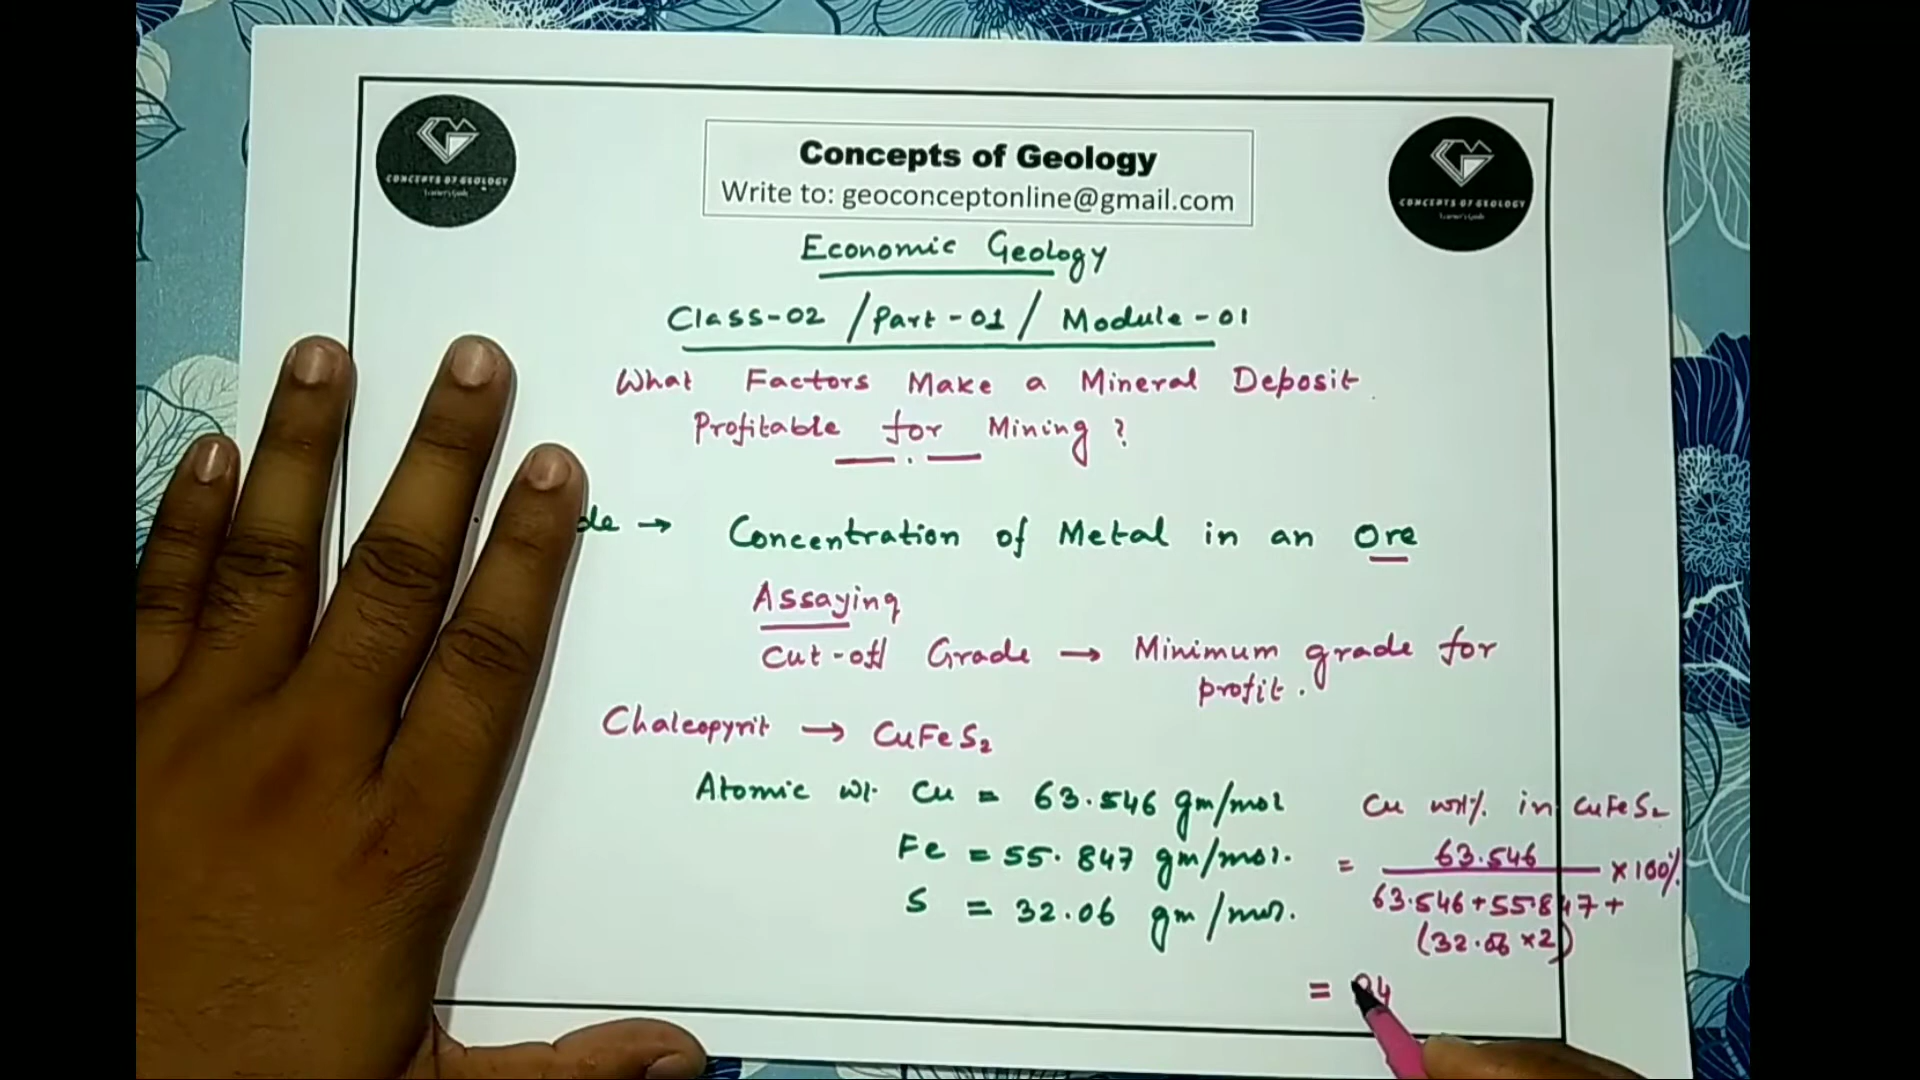 CONCEPTS OF GEOLOGY
Learner's Guide
Concepts of Geology
Write to: geoconceptonline@gmail.com
CONCEPTS OF GEOLOGY
Learner's Guide
Economic Geology
Class-02 / Part-01 / Module-01
What Factors Make a Mineral Deposit
Profitable for Mining ?
de → Concentration of Metal in an Ore
Assaying
Cut-off Grade → Minimum grade for
profit.
Chalcopyrit → CuFeS₂
Atomic wt. Cu = 63.546 gm/mol
Fe = 55.847 gm/mol.
S = 32.06 gm/mol.
Cu wt% in CuFeS₂
= 63.546 × 100%
63.546 + 55.847 +
(32.06 × 2)
=